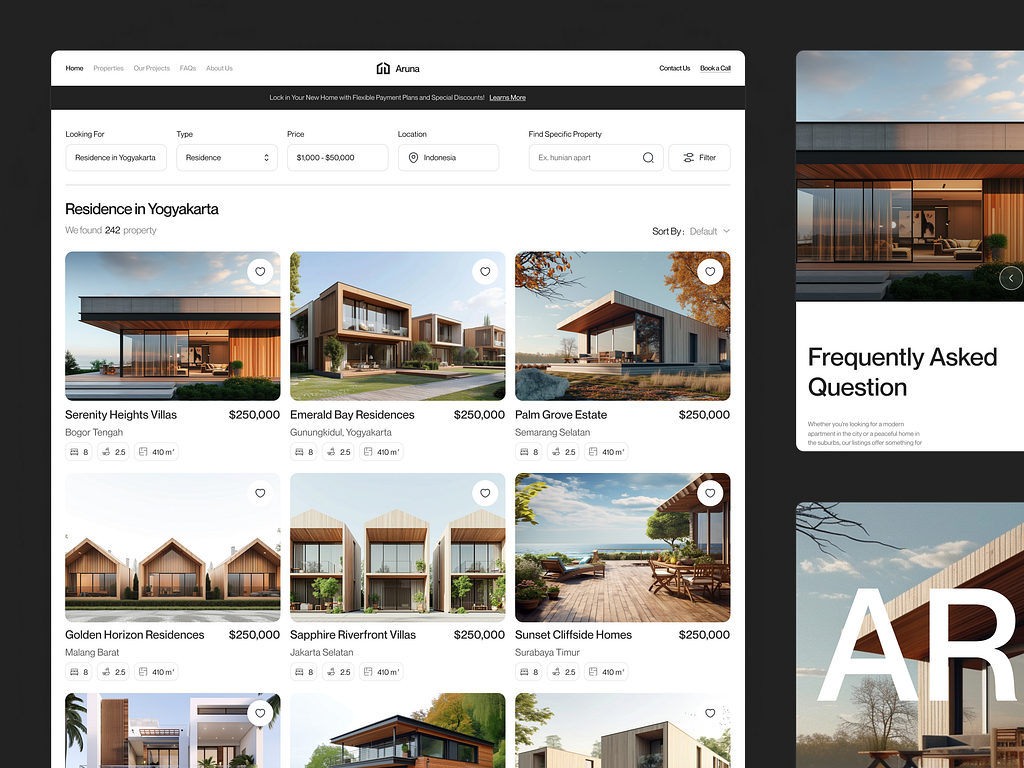 Home Properties Our Projects FAQs About Us
Aruna
Contact Us Book a Call
Lock in Your New Home with Flexible Payment Plans and Special Discounts! Learns More
Looking For Type Price Location Find Specific Property
Residence in Yogyakarta Residence $1,000 - $50,000 Indonesia Ex. hunian apart Filter
Residence in Yogyakarta
We found 242 property
Sort By : Default
Serenity Heights Villas $250,000
Bogor Tengah
8 2.5 410 m²
Emerald Bay Residences $250,000
Gunungkidul, Yogyakarta
8 2.5 410 m²
Palm Grove Estate $250,000
Semarang Selatan
8 2.5 410 m²
Golden Horizon Residences $250,000
Malang Barat
8 2.5 410 m²
Sapphire Riverfront Villas $250,000
Jakarta Selatan
8 2.5 410 m²
Sunset Cliffside Homes $250,000
Surabaya Timur
8 2.5 410 m²
Frequently Asked
Question
Whether you're looking for a modern
apartment in the city or a peaceful home in
the suburbs, our listings offer something for
AR